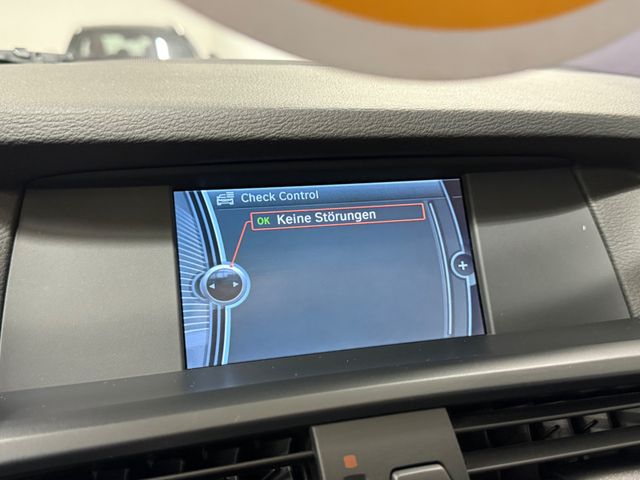 Check Control
OK Keine Störungen